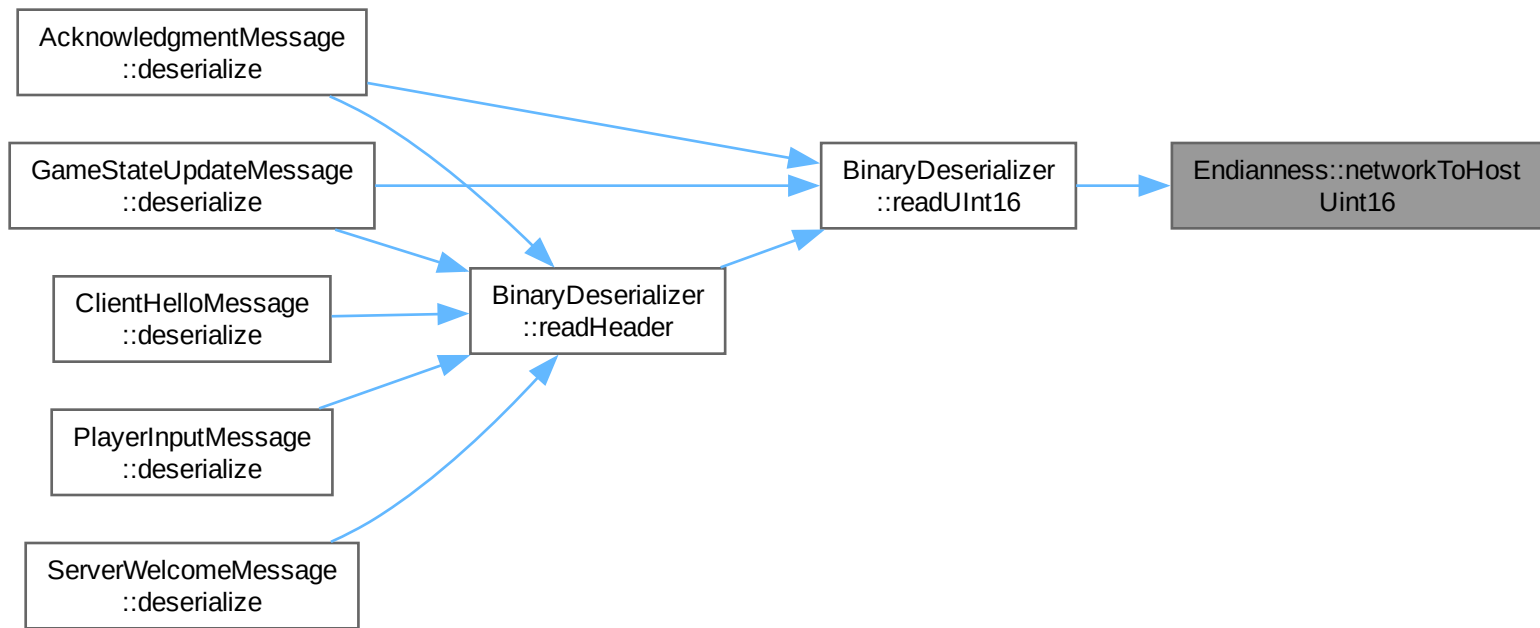 AcknowledgmentMessage
::deserialize
GameStateUpdateMessage
::deserialize
ClientHelloMessage
::deserialize
PlayerInputMessage
::deserialize
ServerWelcomeMessage
::deserialize
BinaryDeserializer
::readHeader
BinaryDeserializer
::readUInt16
Endianness::networkToHost
Uint16